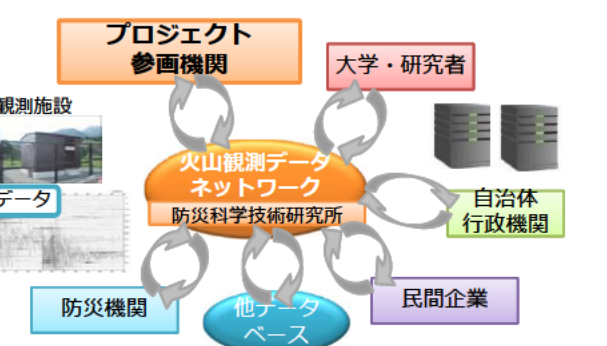 プロジェクト
参画機関
大学・研究者
観測施設
火山観測データ
ネットワーク
防災科学技術研究所
データ
自治体
行政機関
防災機関
他データ
ベース
民間企業